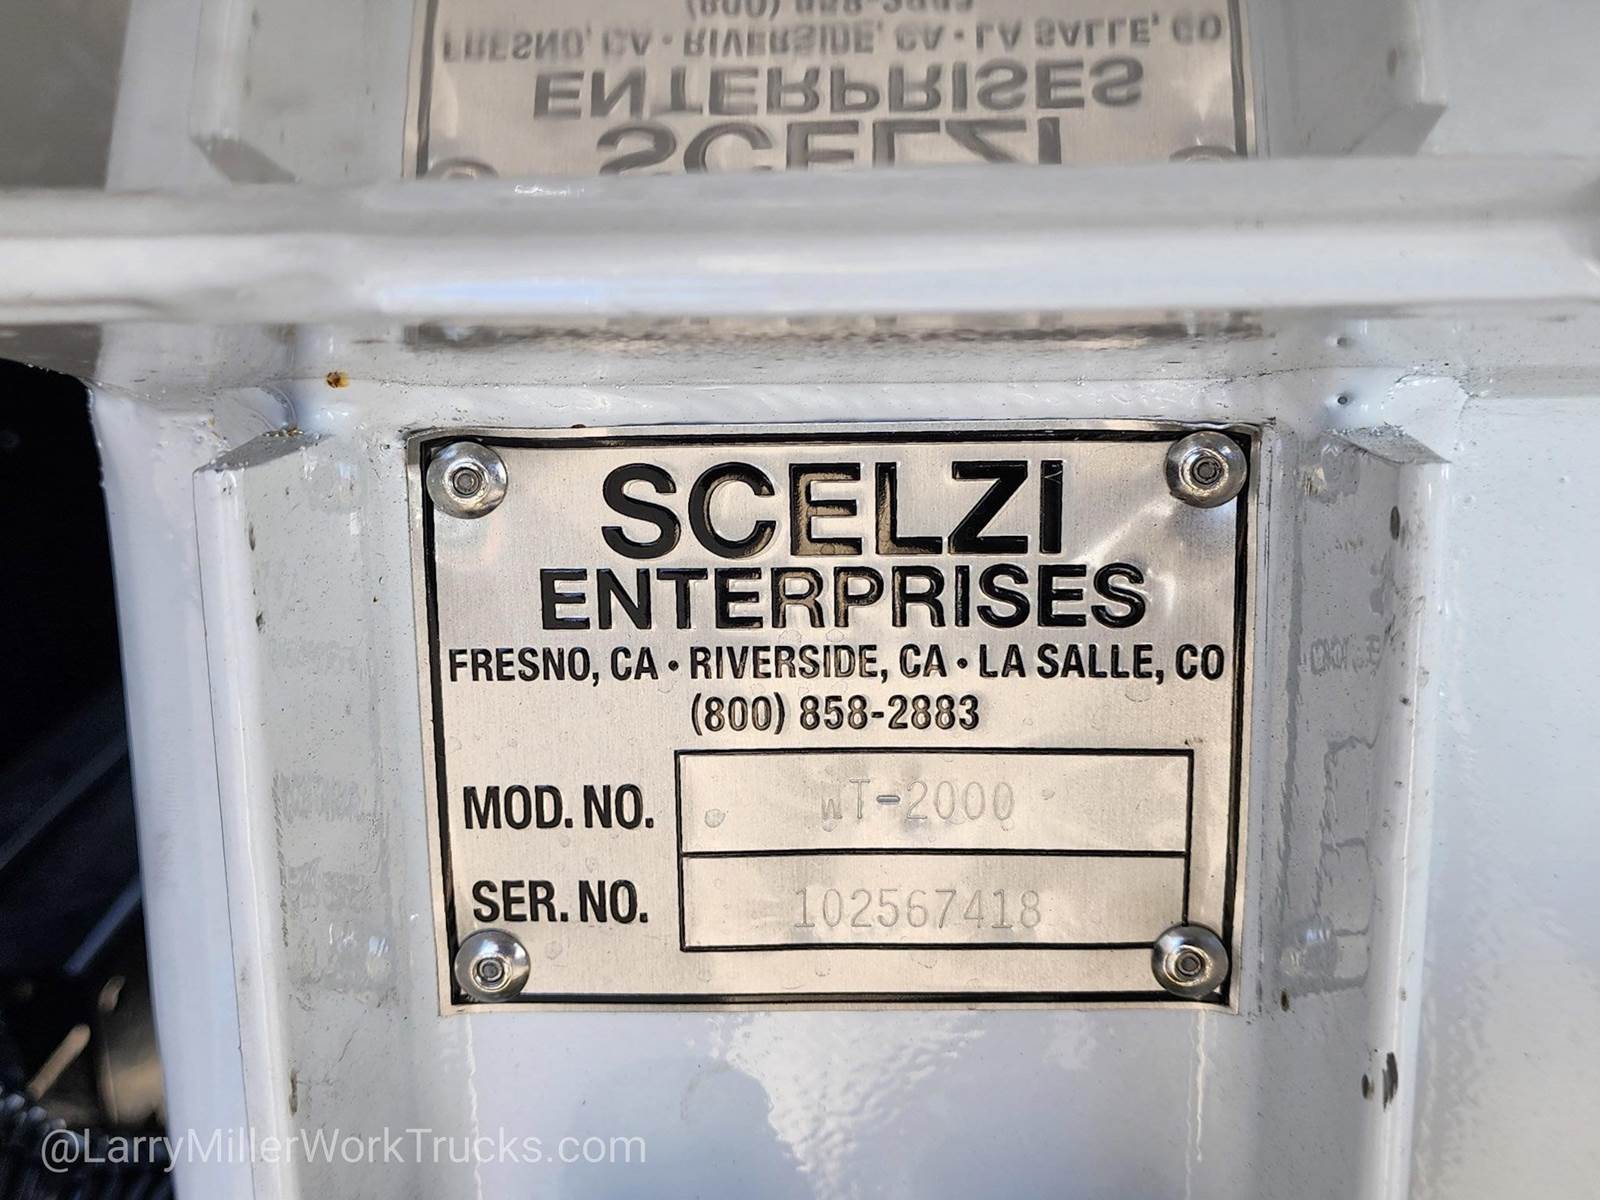 SCELZI
ENTERPRISES
FRESNO, CA • RIVERSIDE, CA • LA SALLE, CO
(800) 858-2883
MOD. NO. WT-2000
SER. NO. 102567418
@LarryMillerWorkTrucks.com